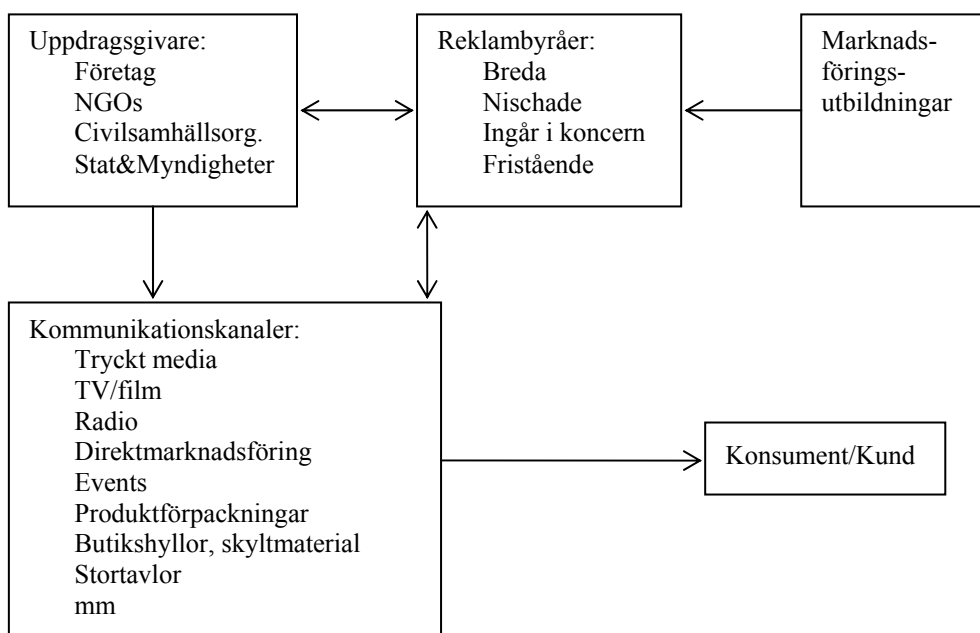 Uppdragsgivare:
Företag
NGOs
Civilsamhällsorg.
Stat&Myndigheter
Reklambyråer:
Breda
Nischade
Ingår i koncern
Fristående
Marknads-
förings-
utbildningar
Kommunikationskanaler:
Tryckt media
TV/film
Radio
Direktmarknadsföring
Events
Produktförpackningar
Butikshyllor, skyltmaterial
Stortavlor
mm
Konsument/Kund